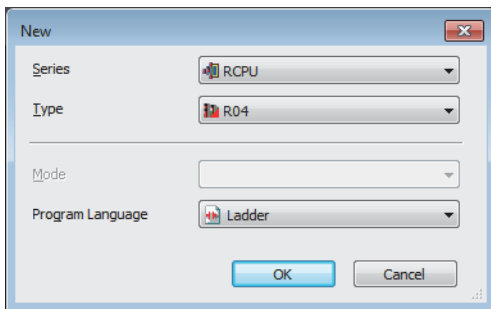 New
Series RCPU
Type R04
Mode
Program Language Ladder
OK Cancel